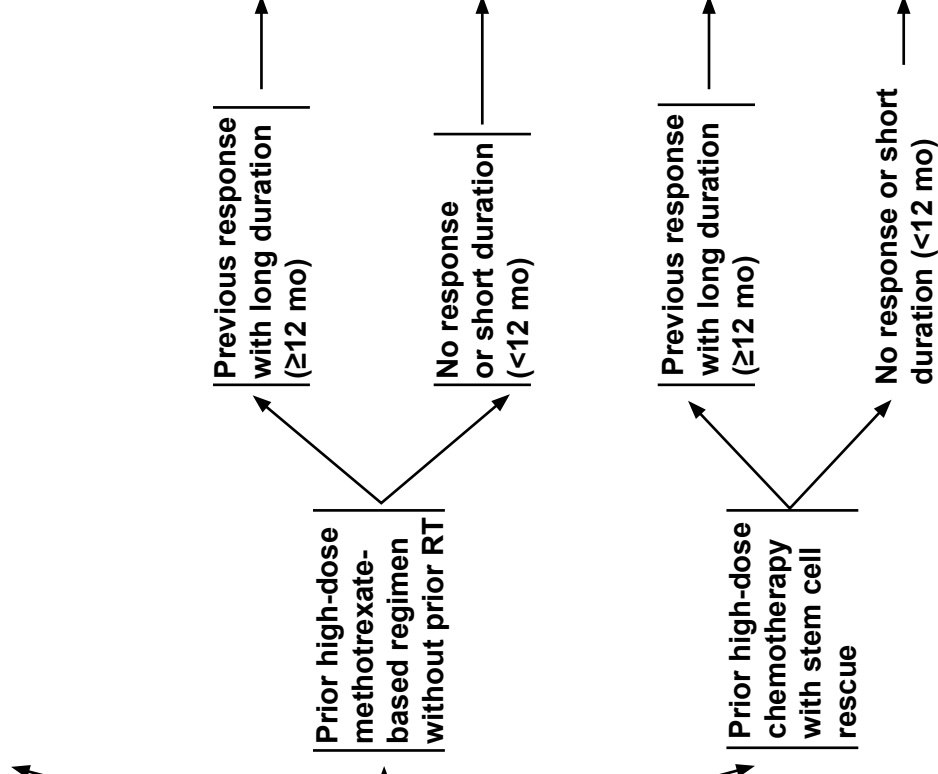 Prior high-dose
methotrexate-
based regimen
without prior RT
Previous response
with long duration
(≥12 mo)
No response
or short duration
(<12 mo)
Prior high-dose
chemotherapy
with stem cell
rescue
Previous response
with long duration
(≥12 mo)
No response or short
duration (<12 mo)